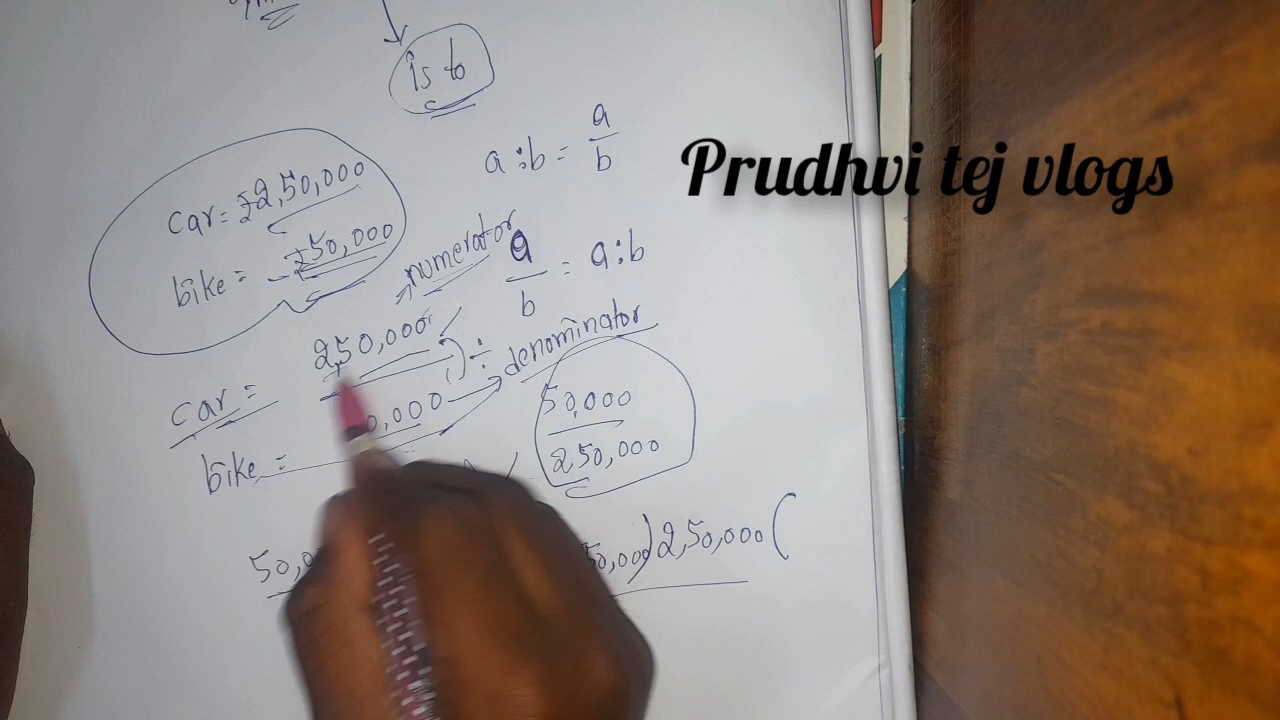 is to
a:b = a/b
Prudhvi tej vlogs
car = ₹2,50,000
bike = ₹50,000
numerator
a/b = a:b
car = 2,50,000
÷ denominator
bike =
50,000
2,50,000
2,50,000